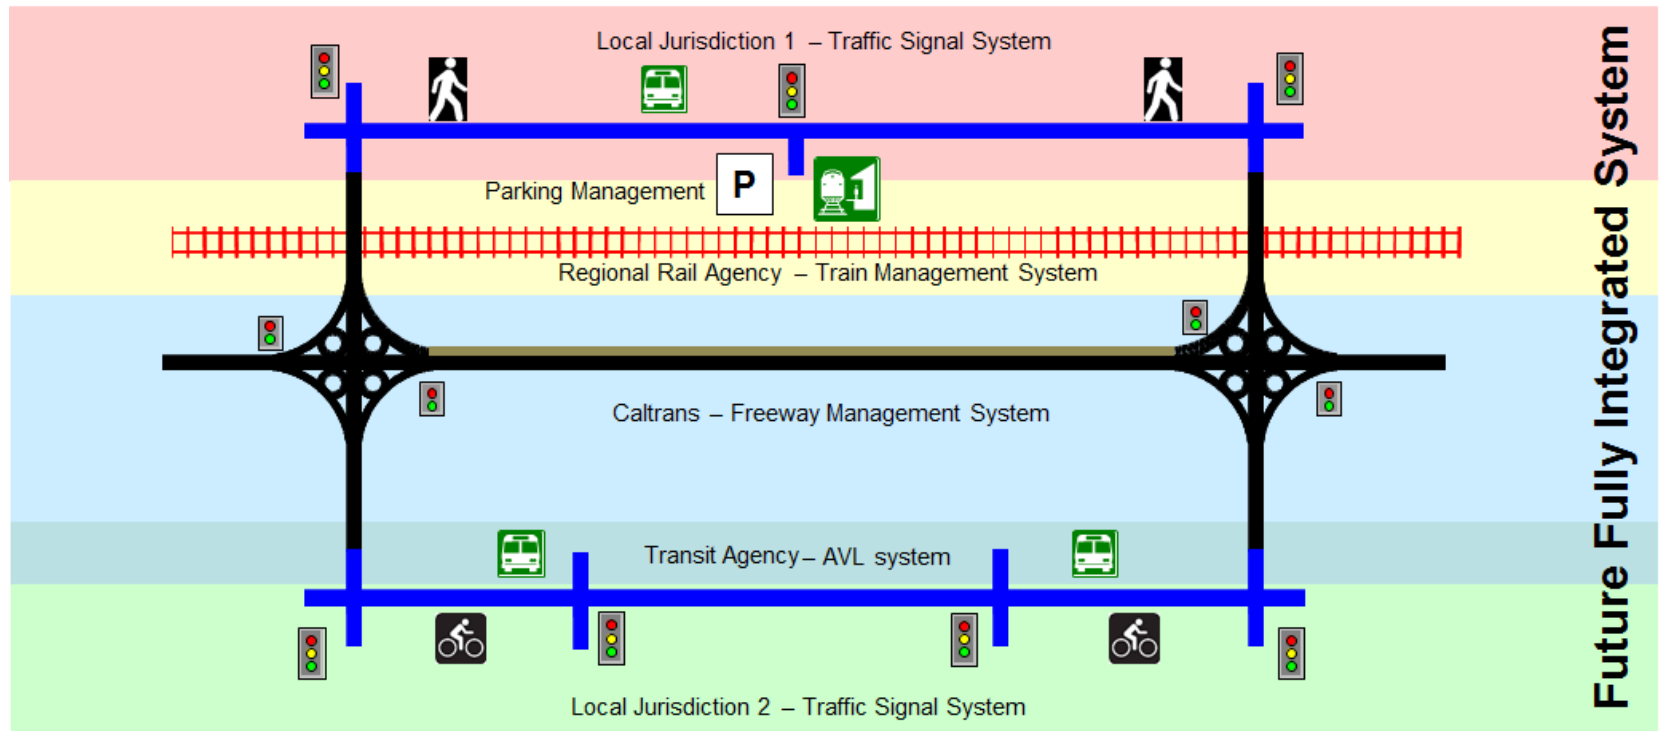 Local Jurisdiction 1 – Traffic Signal System
Parking Management
P
Regional Rail Agency – Train Management System
Caltrans – Freeway Management System
Transit Agency – AVL system
Local Jurisdiction 2 – Traffic Signal System
Future Fully Integrated System